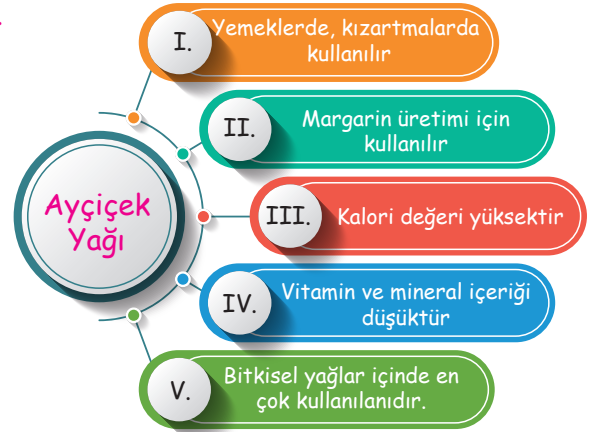 I.
Yemeklerde, kızartmalarda
kullanılır
II.
Margarin üretimi için
kullanılır
Ayçiçek
Yağı
III.
Kalori değeri yüksektir
IV.
Vitamin ve mineral içeriği
düşüktür
V.
Bitkisel yağlar içinde en
çok kullanılanıdır.